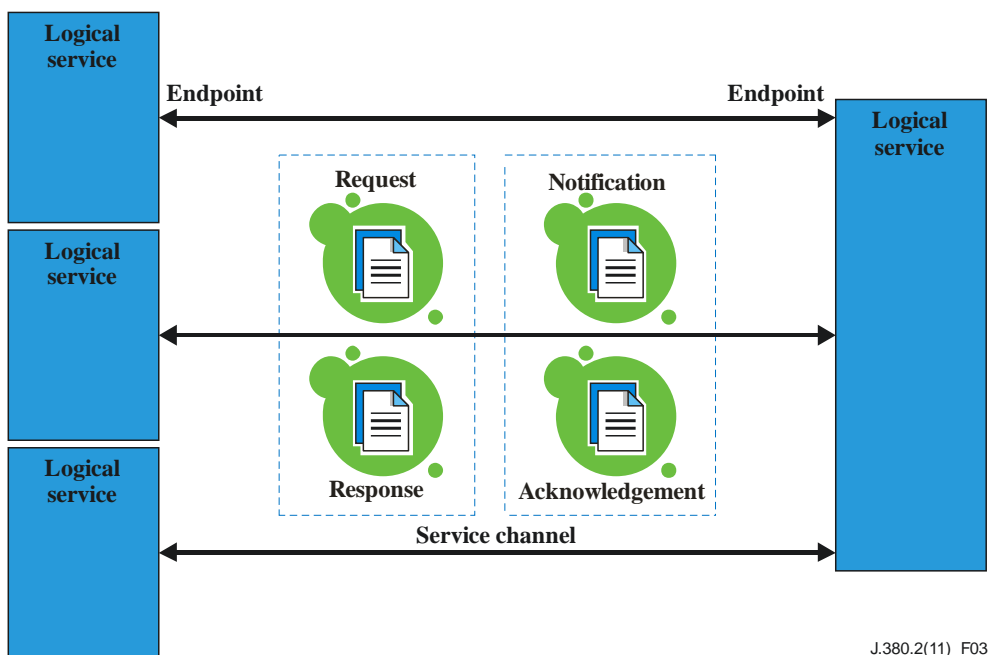 Logical
service
Endpoint
Endpoint
Logical
service
Request
Notification
Logical
service
Response
Acknowledgement
Logical
service
Service channel
J.380.2(11)_F03